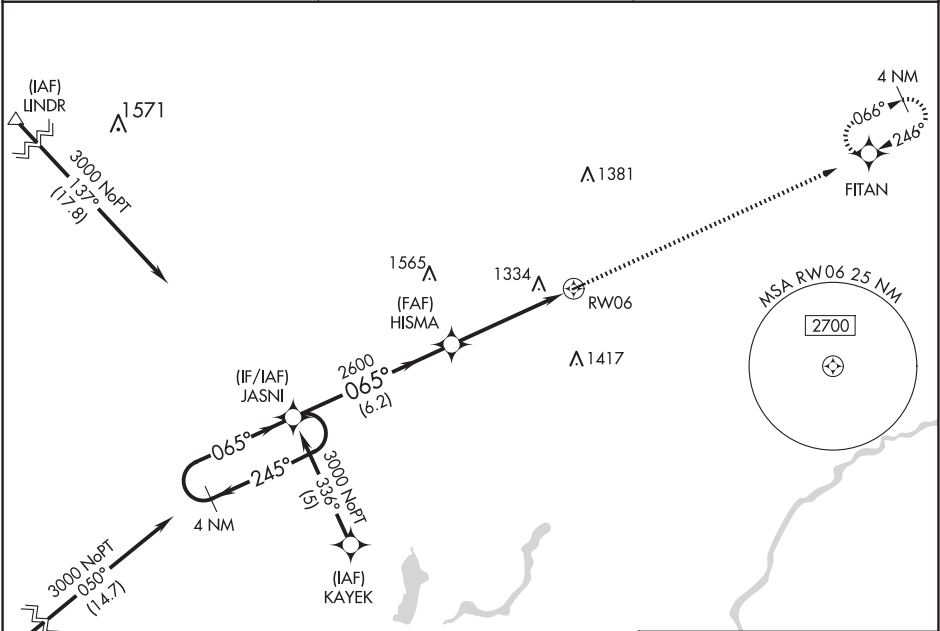 (IAF)
LINDR
1571
3000 NoPT
137°
(17.8)
4 NM
066°
246°
FITAN
1381
1565
1334
(FAF)
HISMA
RW06
1417
MSA RW06 25 NM
2700
(IF/IAF)
JASNI
2600
065°
(6.2)
065°
245°
4 NM
3000 NoPT
336°
(5)
(IAF)
KAYEK
3000 NoPT
050°
(14.7)